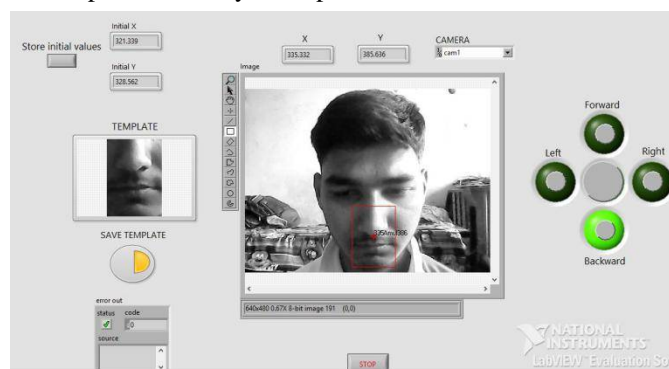 Store initial values
Initial X
321.339
Initial Y
328.562
X
335.332
Y
385.636
CAMERA
cam1
Image
TEMPLATE
SAVE TEMPLATE
error out
status code
0
source
640x480 0.67X 8-bit image 191 (0,0)
Forward
Left
Right
Backward
STOP
NATIONAL
INSTRUMENTS
LabVIEW Evaluation So